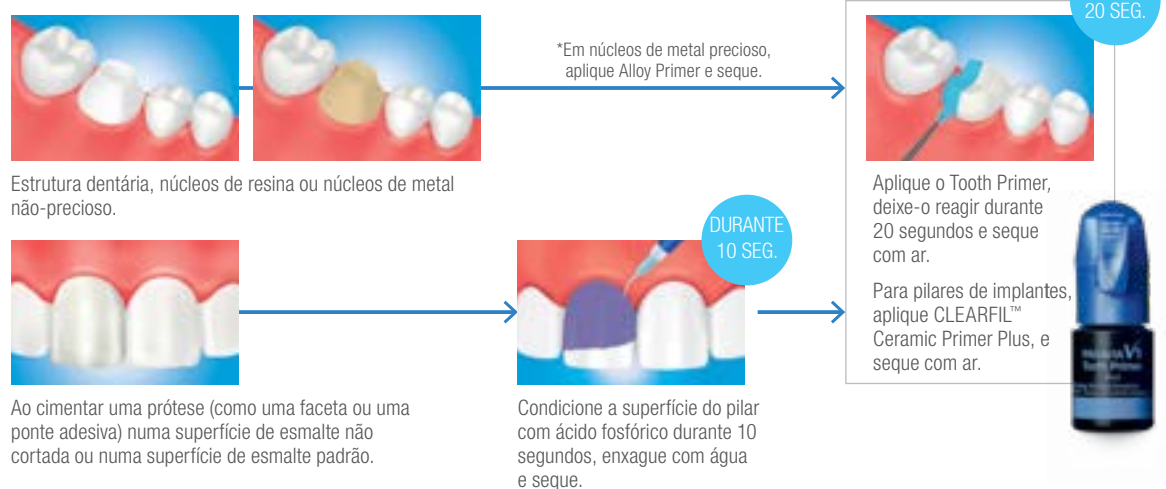 20 SEG.
*Em núcleos de metal precioso,
aplique Alloy Primer e seque.
Estrutura dentária, núcleos de resina ou núcleos de metal
não-precioso.
Aplique o Tooth Primer,
deixe-o reagir durante
20 segundos e seque
com ar.
Para pilares de implantes,
aplique CLEARFIL™
Ceramic Primer Plus, e
seque com ar.
DURANTE
10 SEG.
Ao cimentar uma prótese (como uma faceta ou uma
ponte adesiva) numa superfície de esmalte não
cortada ou numa superfície de esmalte padrão.
Condicione a superfície do pilar
com ácido fosfórico durante 10
segundos, enxague com água
e seque.
V5
Tooth Primer